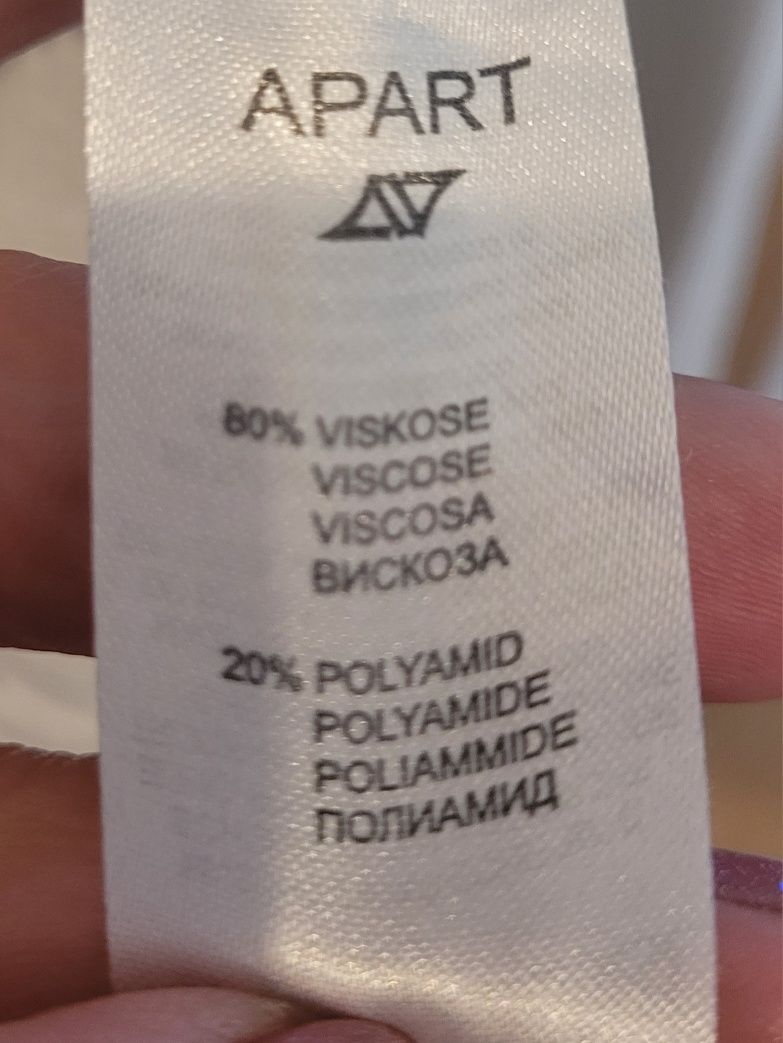 APART
80% VISKOSE
VISCOSE
VISCOSA
ВИСКОЗА
20% POLYAMID
POLYAMIDE
POLIAMMIDE
ПОЛИАМИД